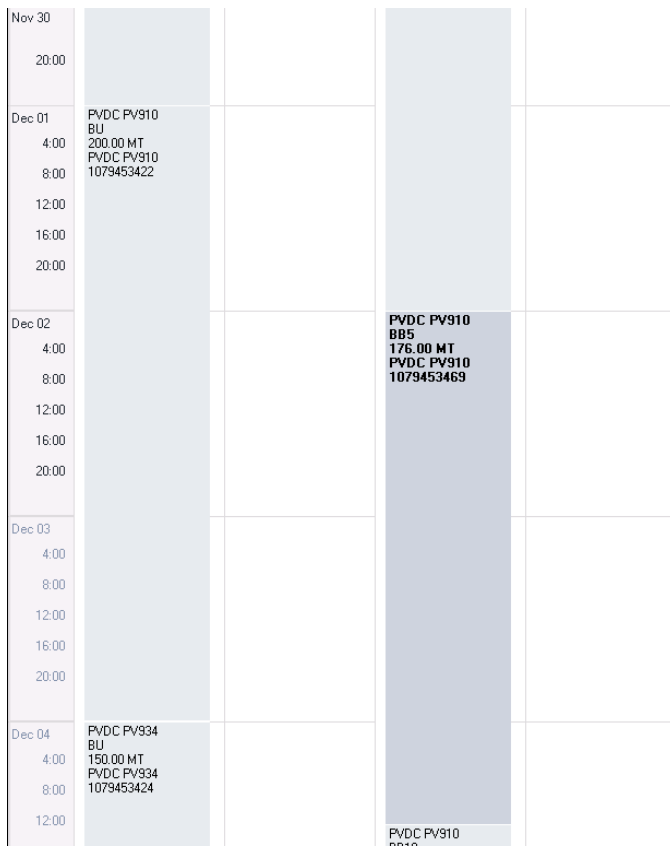 Nov 30
20:00
Dec 01
4:00
8:00
12:00
16:00
20:00
Dec 02
4:00
8:00
12:00
16:00
20:00
Dec 03
4:00
8:00
12:00
16:00
20:00
Dec 04
4:00
8:00
12:00
PVDC PV910
BU
200.00 MT
PVDC PV910
1079453422
PVDC PV934
BU
150.00 MT
PVDC PV934
1079453424
PVDC PV910
BB5
176.00 MT
PVDC PV910
1079453469
PVDC PV910